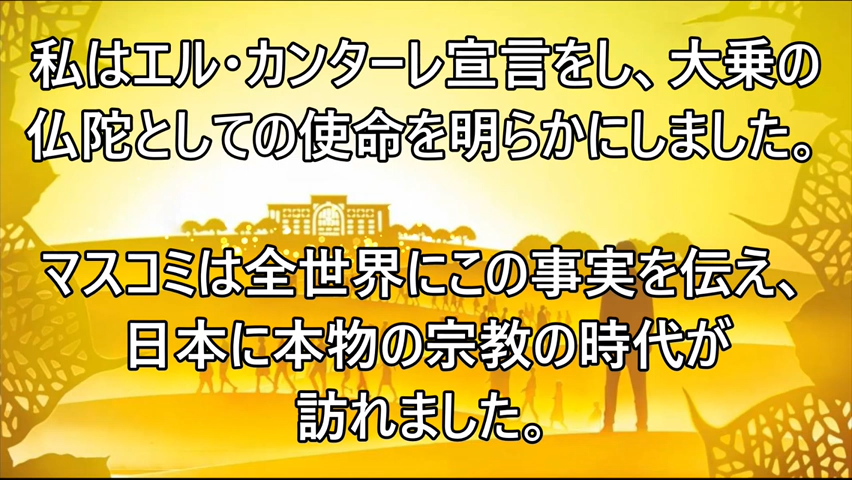 私はエル・カンターレ宣言をし、大乗の
仏陀としての使命を明らかにしました。
マスコミは全世界にこの事実を伝え、
日本に本物の宗教の時代が
訪れました。